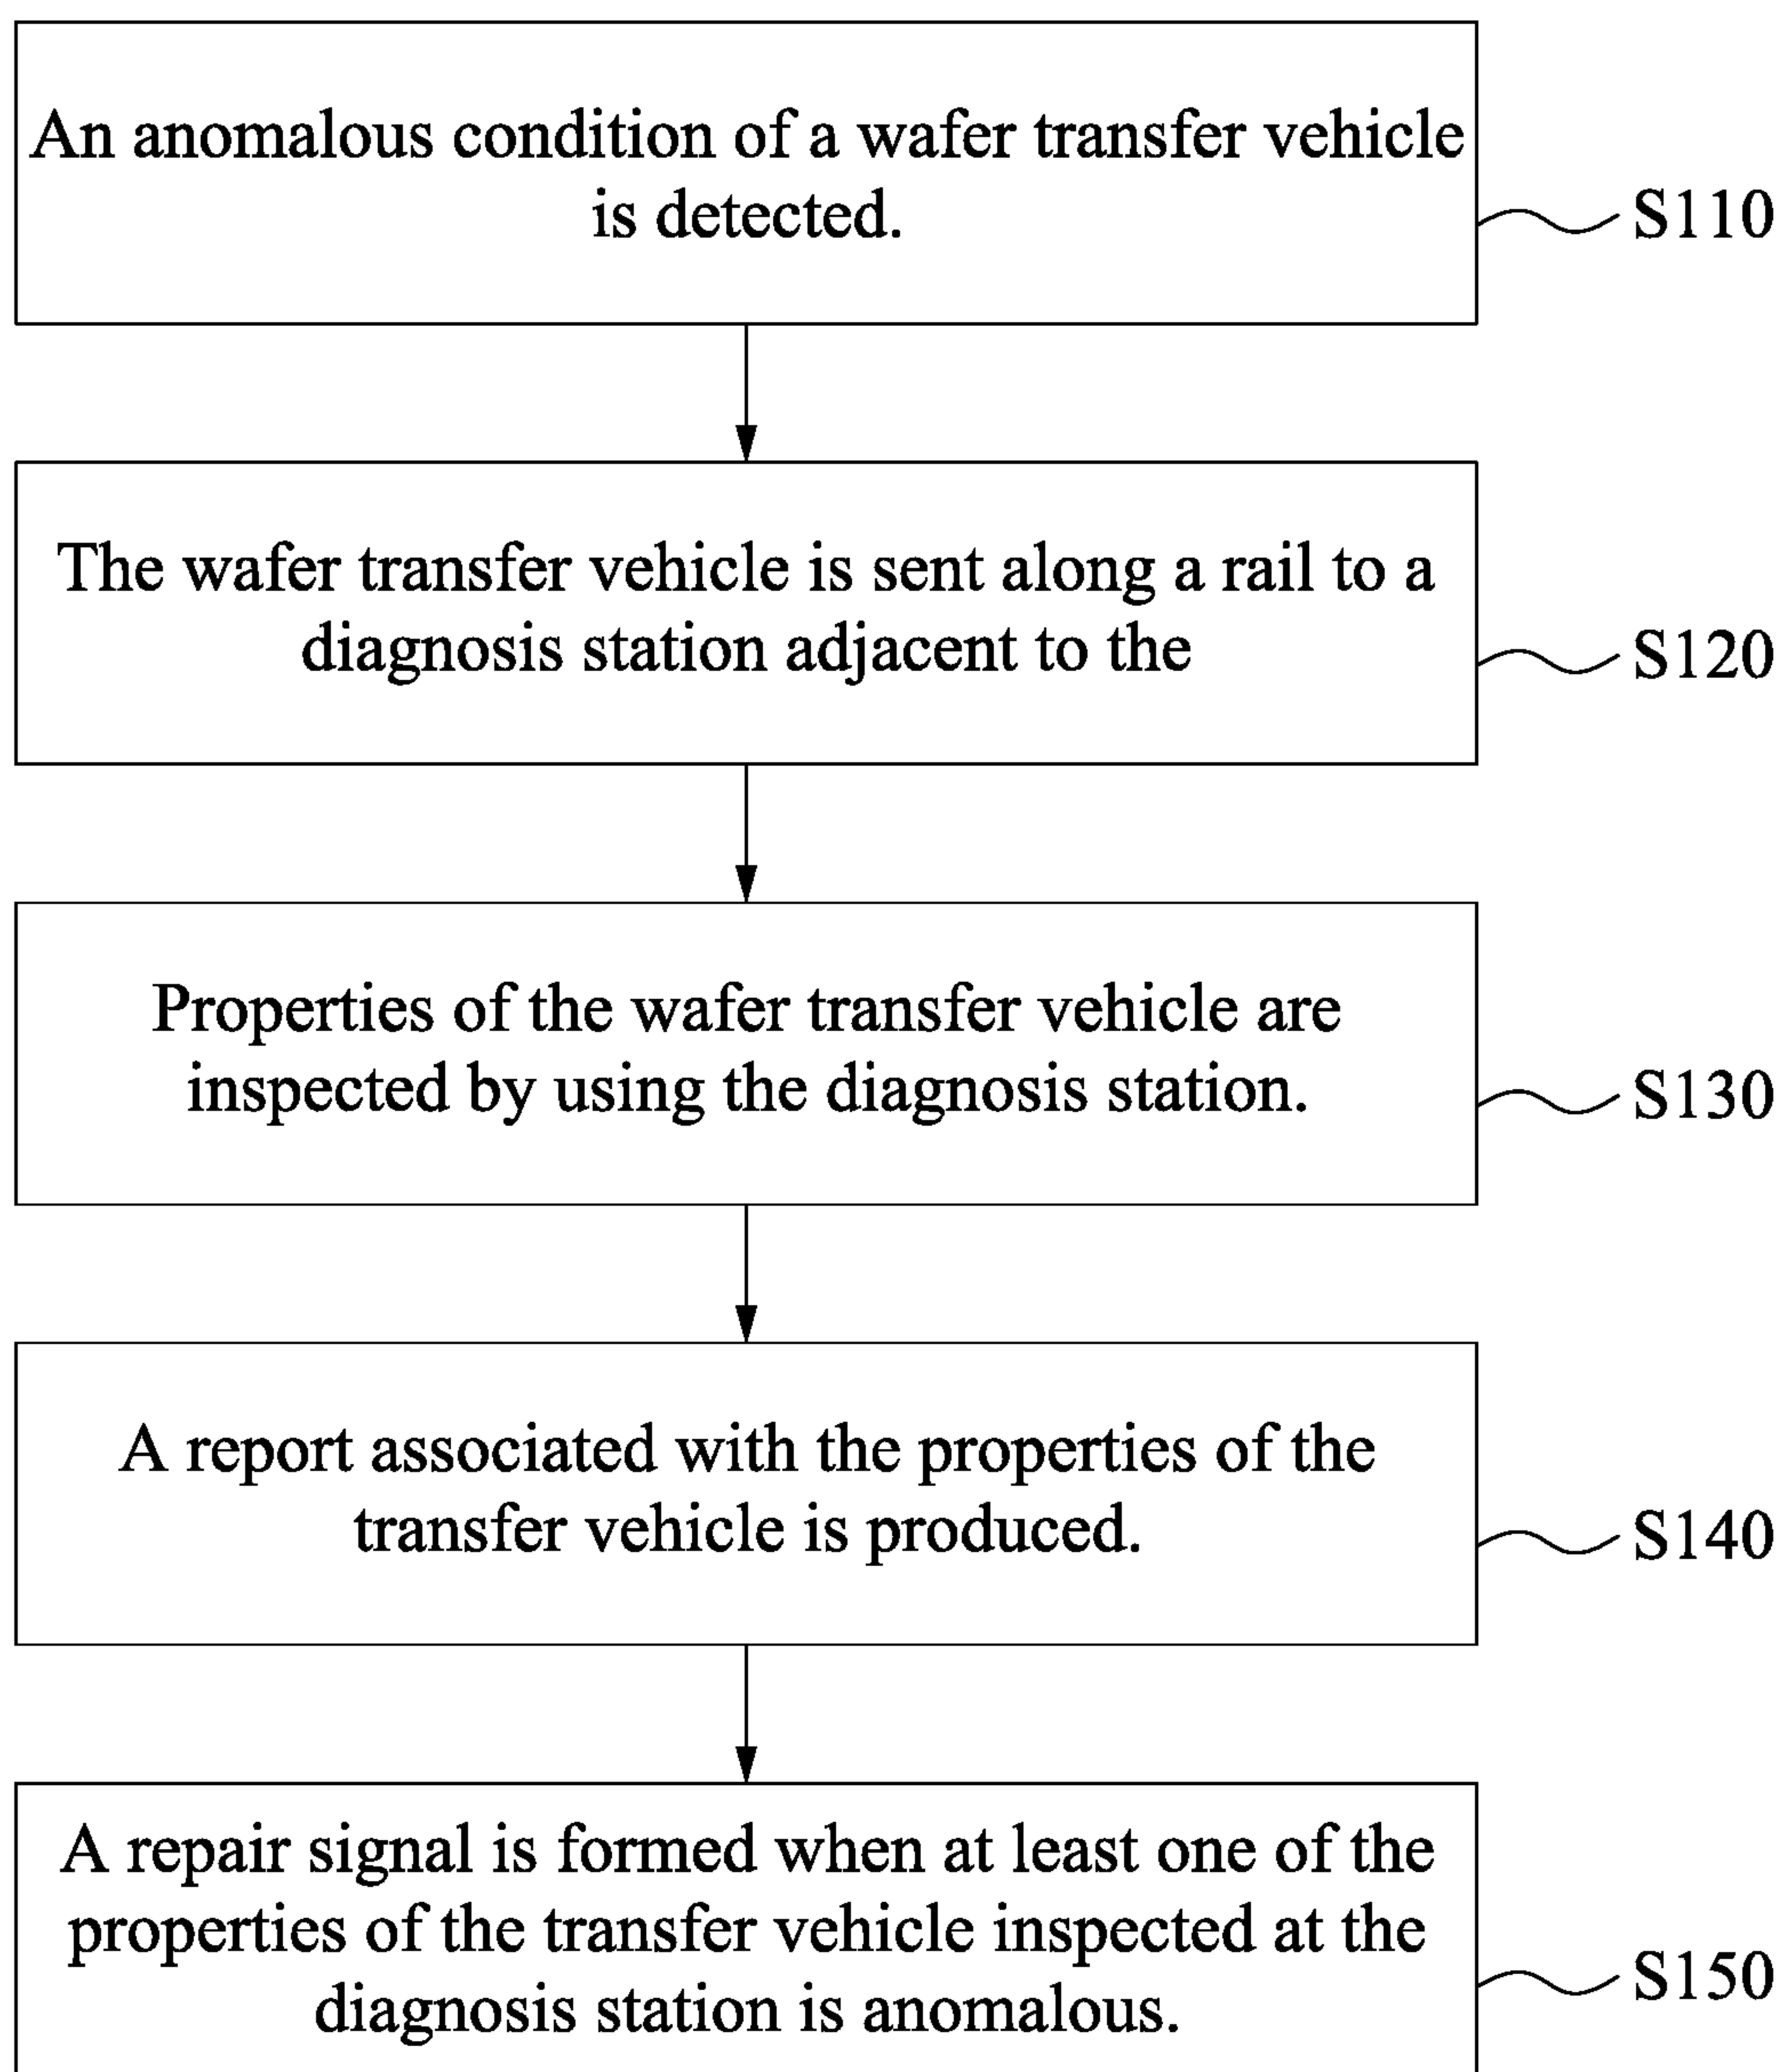 An anomalous condition of a wafer transfer vehicle
is detected.
S110
The wafer transfer vehicle is sent along a rail to a
diagnosis station adjacent to the
S120
Properties of the wafer transfer vehicle are
inspected by using the diagnosis station.
S130
A report associated with the properties of the
transfer vehicle is produced.
S140
A repair signal is formed when at least one of the
properties of the transfer vehicle inspected at the
diagnosis station is anomalous.
S150